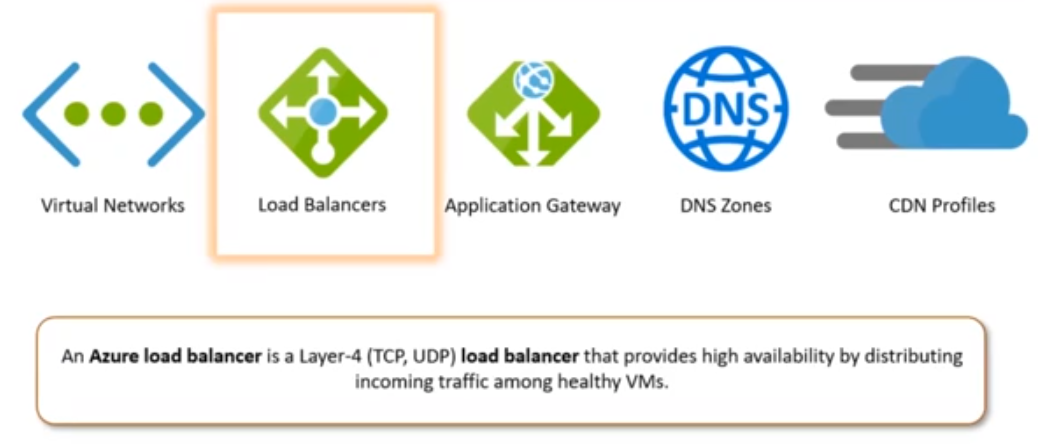 DNS
Virtual Networks
Load Balancers
Application Gateway
DNS Zones
CDN Profiles
An Azure load balancer is a Layer-4 (TCP, UDP) load balancer that provides high availability by distributing
incoming traffic among healthy VMs.